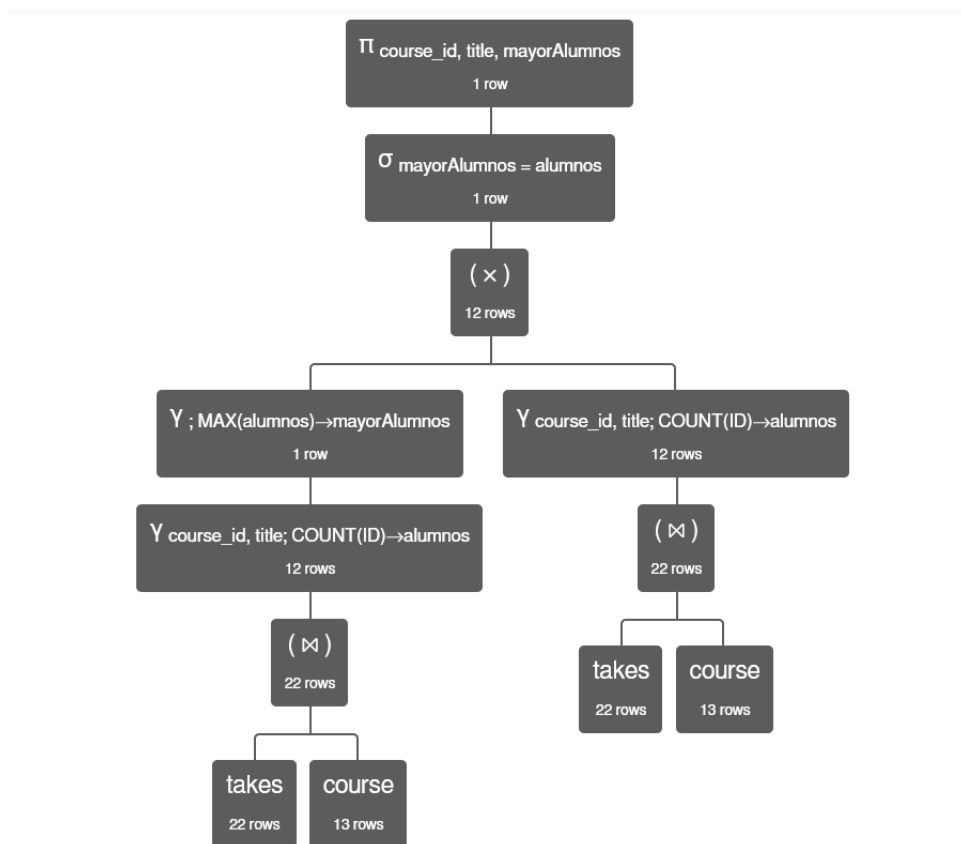 π course_id, title, mayorAlumnos
1 row
σ mayorAlumnos = alumnos
1 row
( × )
12 rows
γ ; MAX(alumnos)→mayorAlumnos
1 row
γ course_id, title; COUNT(ID)→alumnos
12 rows
γ course_id, title; COUNT(ID)→alumnos
12 rows
( ⋈ )
22 rows
( ⋈ )
22 rows
takes
22 rows
course
13 rows
takes
22 rows
course
13 rows